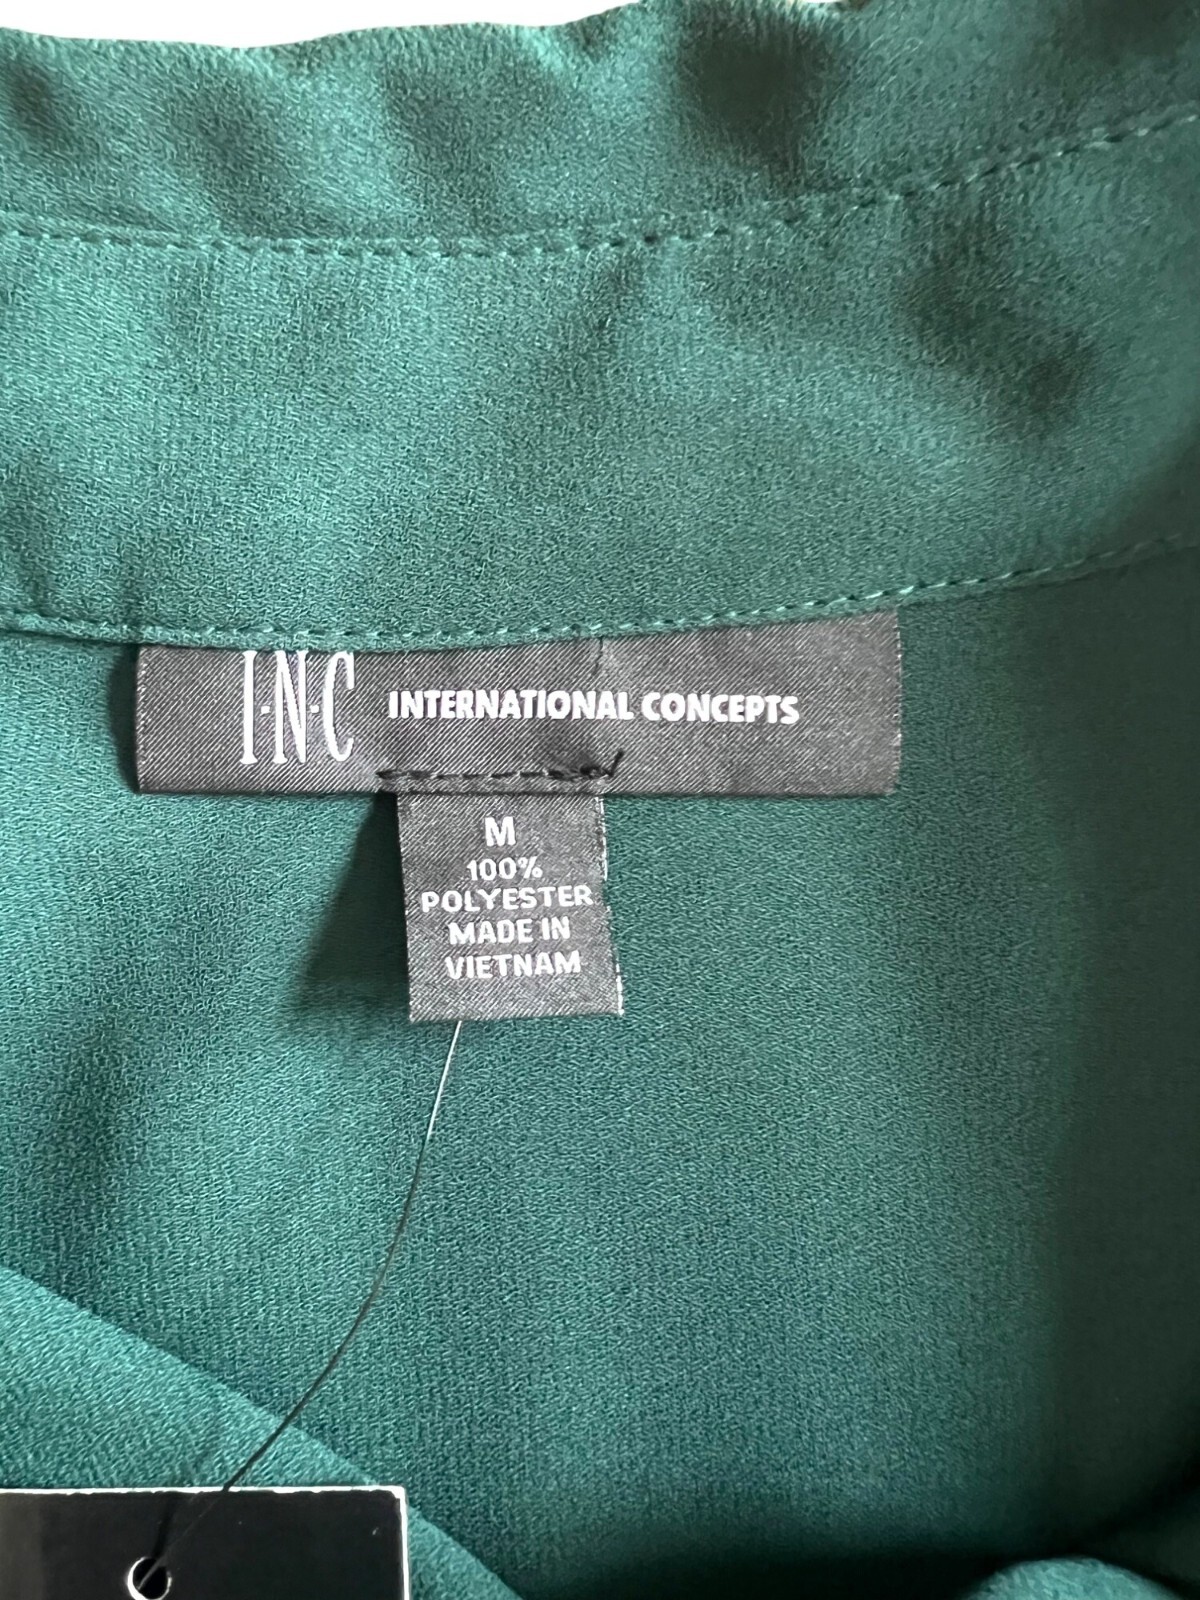 I·N·C INTERNATIONAL CONCEPTS
M
100%
POLYESTER
MADE IN
VIETNAM